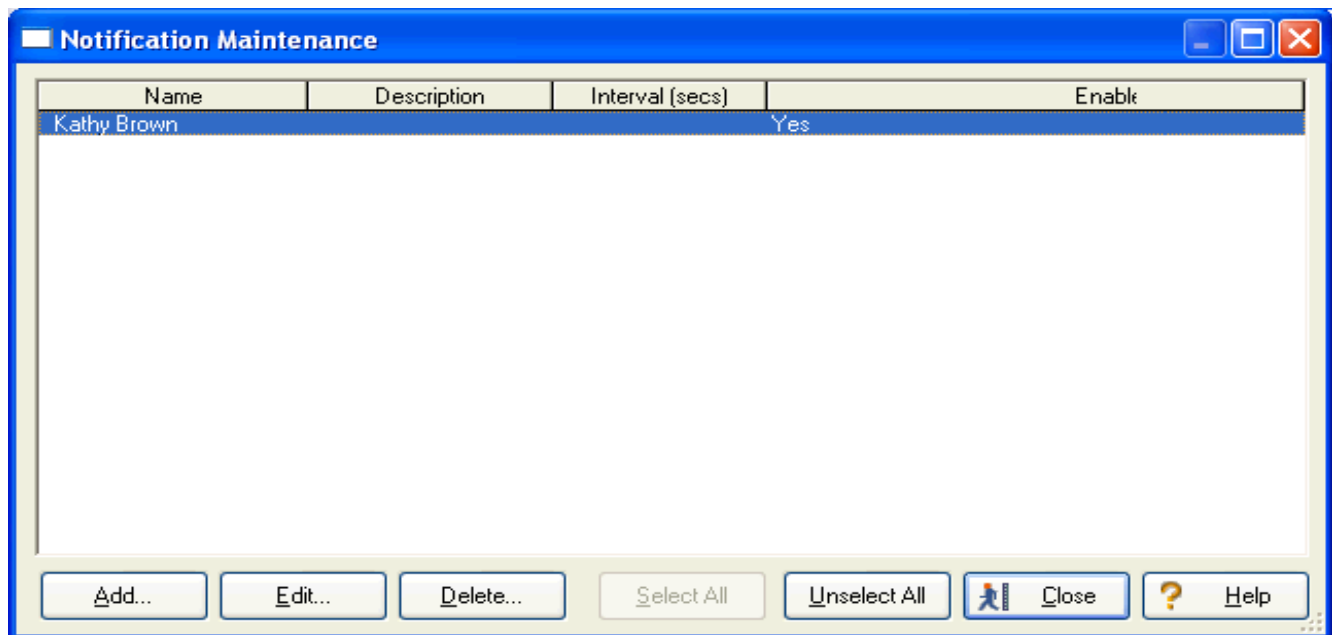 Notification Maintenance
Name Description Interval (secs) Enable
Kathy Brown Yes
Add... Edit... Delete... Select All Unselect All Close Help